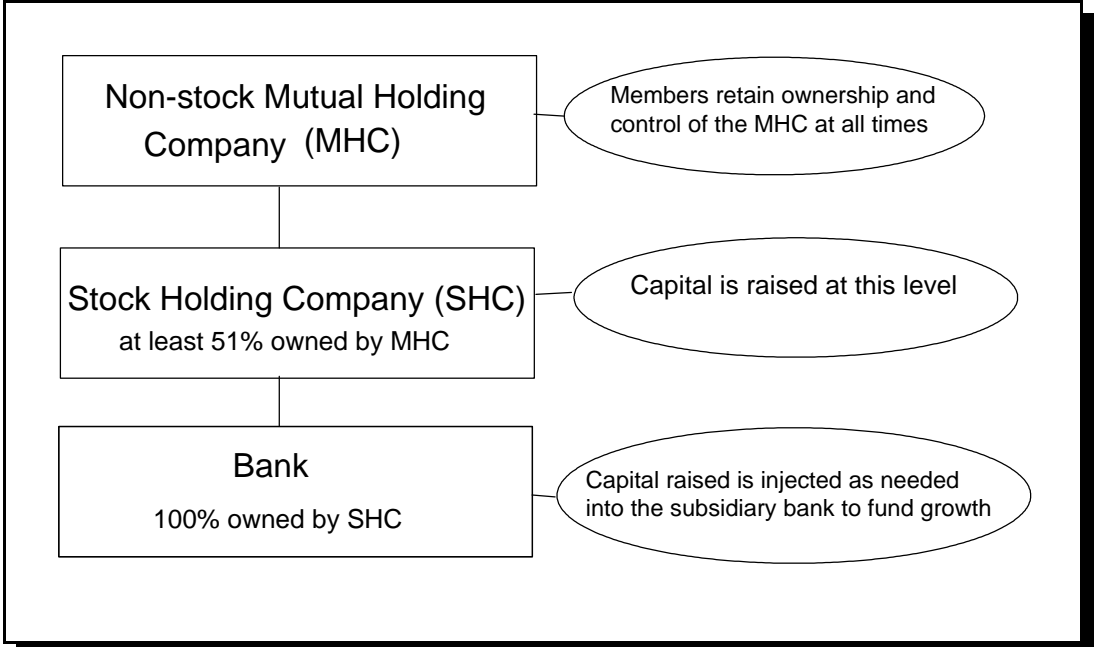 Non-stock Mutual Holding
Company (MHC)
Members retain ownership and
control of the MHC at all times
Stock Holding Company (SHC)
at least 51% owned by MHC
Capital is raised at this level
Bank
100% owned by SHC
Capital raised is injected as needed
into the subsidiary bank to fund growth